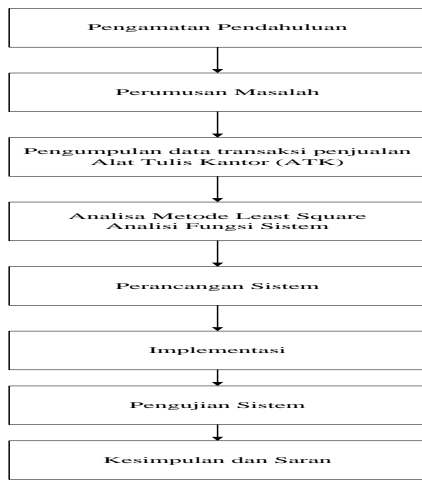 Pengamatan Pendahuluan
Perumusan Masalah
Pengumpulan data transaksi penjualan
Alat Tulis Kantor (ATK)
Analisa Metode Least Square
Analisi Fungsi Sistem
Perancangan Sistem
Implementasi
Pengujian Sistem
Kesimpulan dan Saran